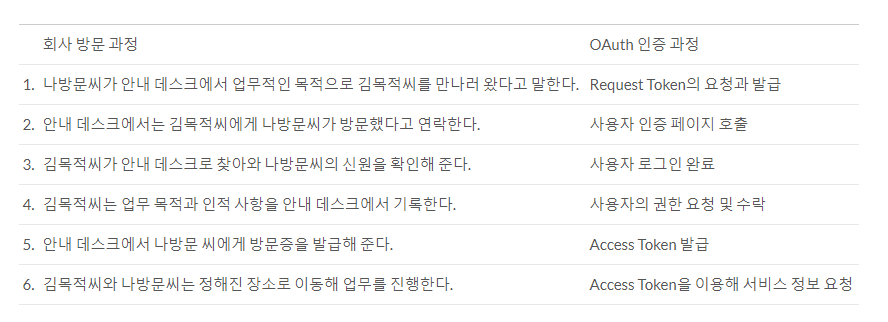 회사 방문 과정 OAuth 인증 과정
1. 나방문씨가 안내 데스크에서 업무적인 목적으로 김목적씨를 만나러 왔다고 말한다. Request Token의 요청과 발급
2. 안내 데스크에서는 김목적씨에게 나방문씨가 방문했다고 연락한다. 사용자 인증 페이지 호출
3. 김목적씨가 안내 데스크로 찾아와 나방문씨의 신원을 확인해 준다. 사용자 로그인 완료
4. 김목적씨는 업무 목적과 인적 사항을 안내 데스크에서 기록한다. 사용자의 권한 요청 및 수락
5. 안내 데스크에서 나방문 씨에게 방문증을 발급해 준다. Access Token 발급
6. 김목적씨와 나방문씨는 정해진 장소로 이동해 업무를 진행한다. Access Token을 이용해 서비스 정보 요청